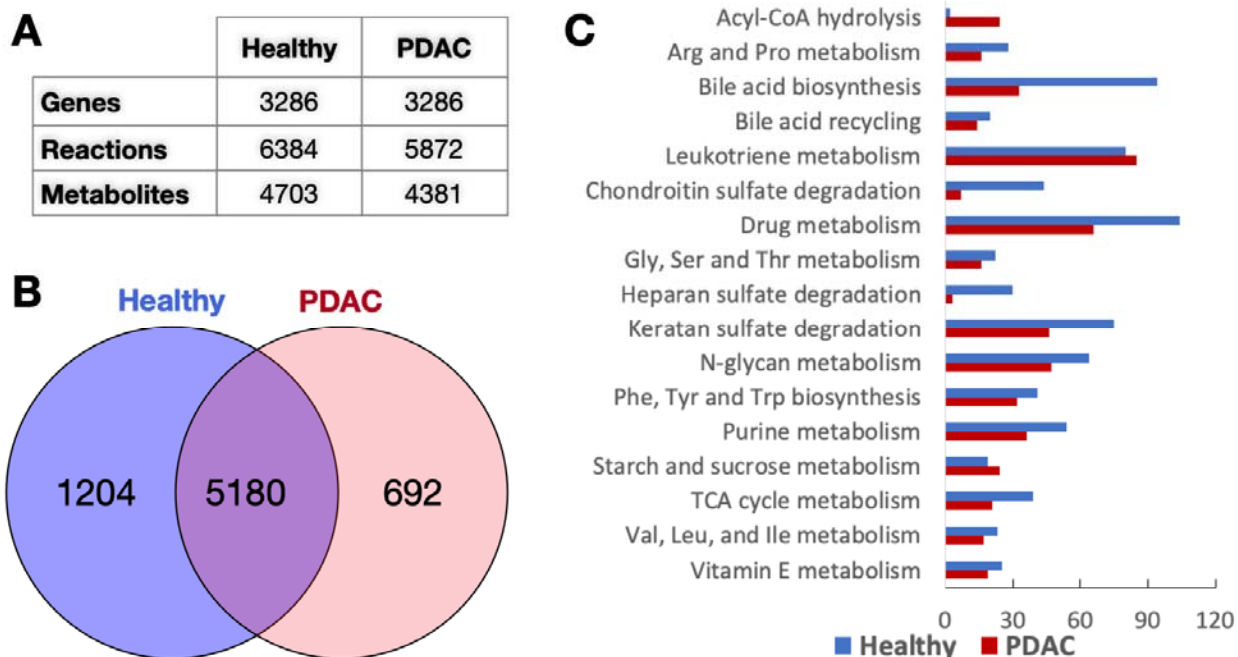 A
Healthy PDAC
Genes 3286 3286
Reactions 6384 5872
Metabolites 4703 4381
B
Healthy PDAC
1204 5180 692
C
Acyl-CoA hydrolysis
Arg and Pro metabolism
Bile acid biosynthesis
Bile acid recycling
Leukotriene metabolism
Chondroitin sulfate degradation
Drug metabolism
Gly, Ser and Thr metabolism
Heparan sulfate degradation
Keratan sulfate degradation
N-glycan metabolism
Phe, Tyr and Trp biosynthesis
Purine metabolism
Starch and sucrose metabolism
TCA cycle metabolism
Val, Leu, and Ile metabolism
Vitamin E metabolism
0 30 60 90 120
Healthy PDAC